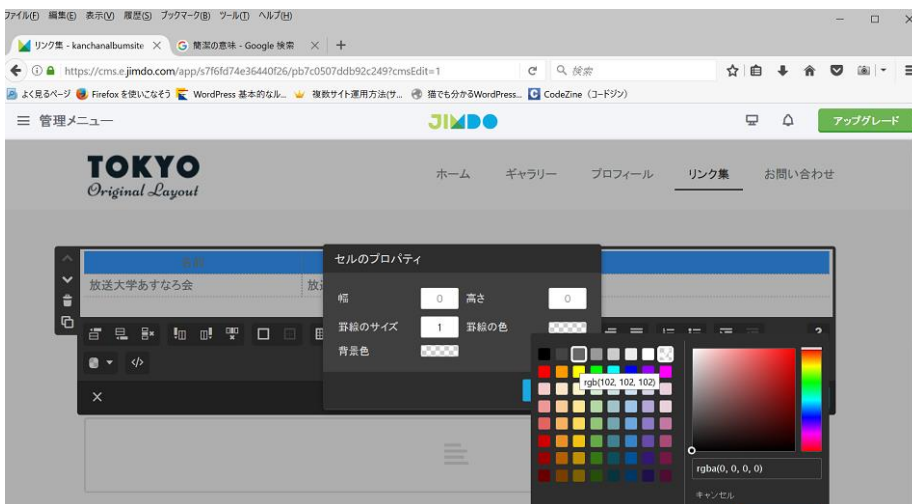 ファイル(F) 編集(E) 表示(V) 履歴(S) ブックマーク(B) ツール(T) ヘルプ(H)
リンク集 - kanchanalbumsite × 簡潔の意味 - Google 検索 × +
https://cms.e.jimdo.com/app/s7f6fd74e36440f26/pb7c0507ddb92c249?cmsEdit=1 検索
よく見るページ Firefox を使いこなそう WordPress 基本的なル... 複数サイト運用方法(サ... 猫でも分かるWordPress... CodeZine（コードジン）
管理メニュー JIMDO アップグレード
TOKYO
Original Layout
ホーム ギャラリー プロフィール リンク集 お問い合わせ
セルのプロパティ
名前
放送大学あすなろ会 放
幅 0 高さ 0
罫線のサイズ 1 罫線の色
背景色
?
</>
rgb(102, 102, 102)
×
rgba(0, 0, 0, 0)
キャンセル